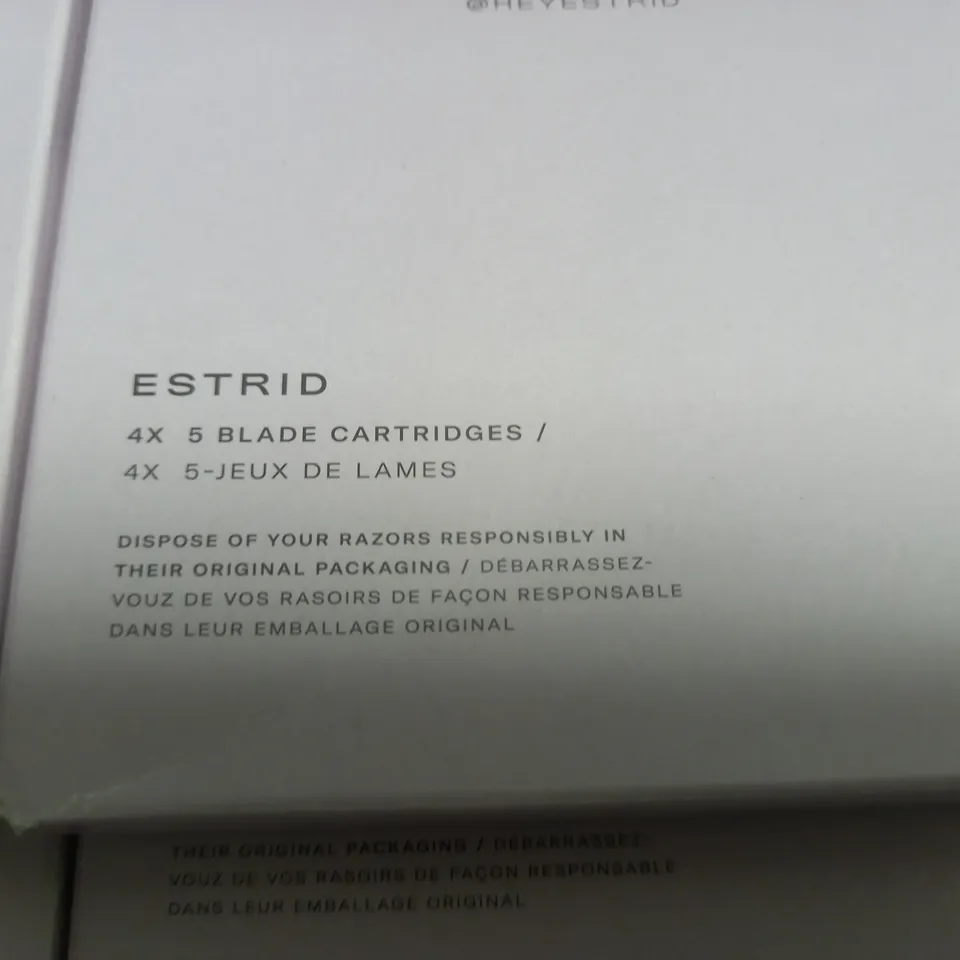 @HEYESTRID
ESTRID
4X 5 BLADE CARTRIDGES /
4X 5-JEUX DE LAMES
DISPOSE OF YOUR RAZORS RESPONSIBLY IN
THEIR ORIGINAL PACKAGING / DÉBARRASSEZ-
VOUZ DE VOS RASOIRS DE FAÇON RESPONSABLE
DANS LEUR EMBALLAGE ORIGINAL
THEIR ORIGINAL PACKAGING / DÉBARRASSEZ-
VOUZ DE VOS RASOIRS DE FAÇON RESPONSABLE
DANS LEUR EMBALLAGE ORIGINAL